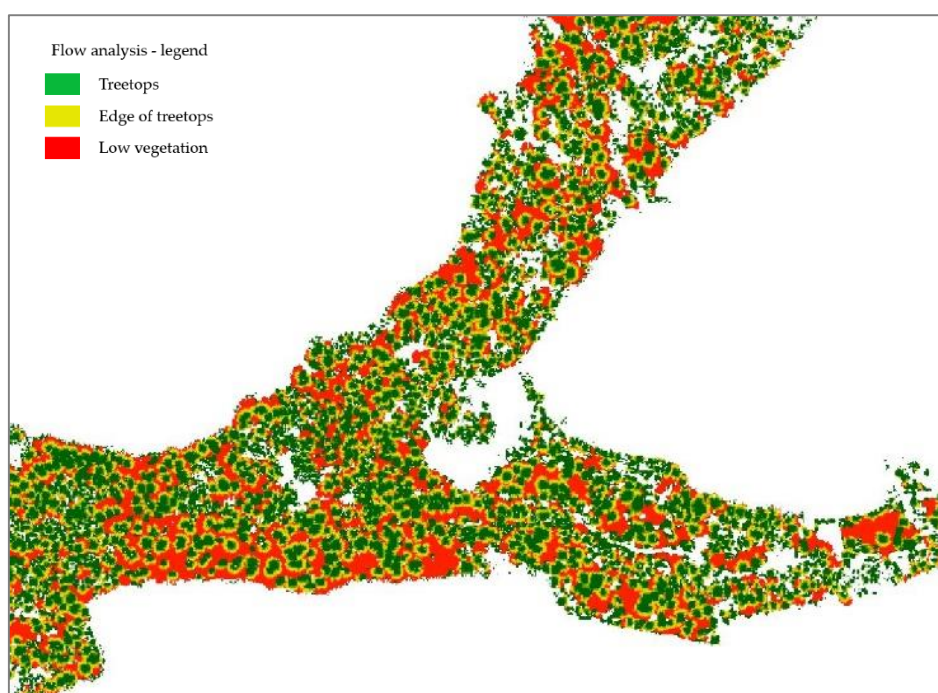 Flow analysis - legend
Treetops
Edge of treetops
Low vegetation